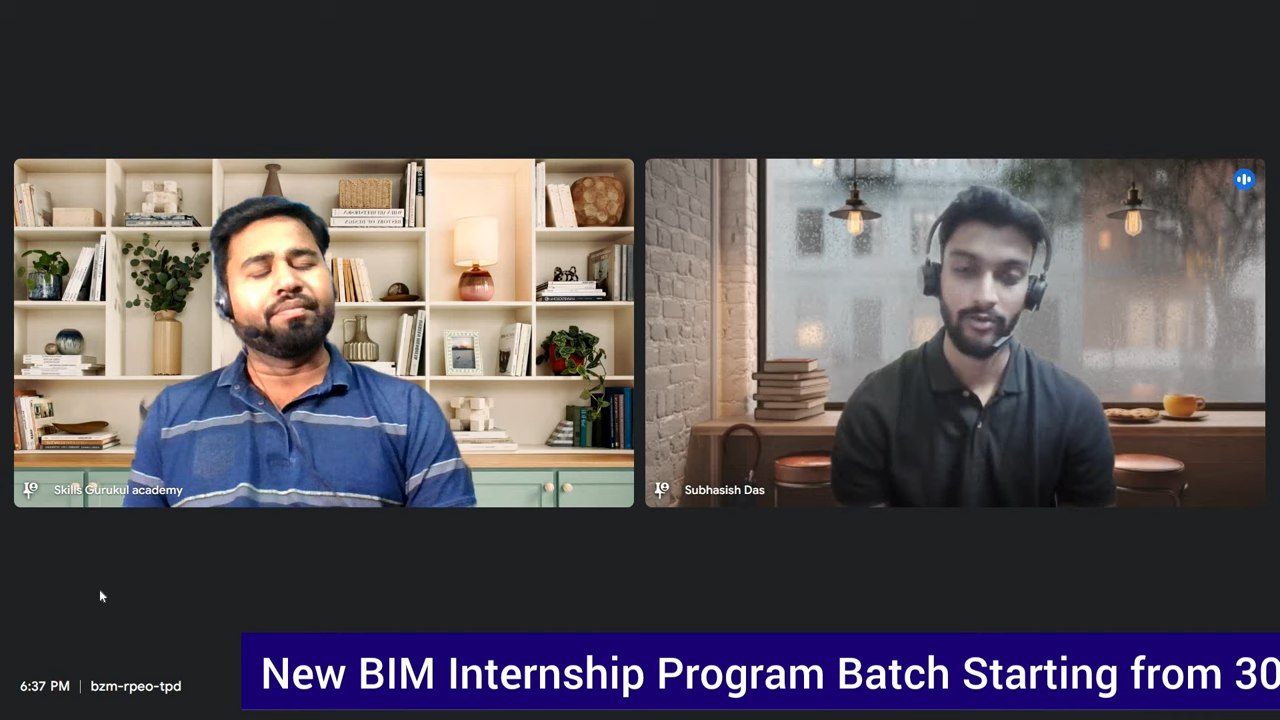 Skills Gurukul academy
Subhasish Das
6:37 PM | bzm-rpeo-tpd
New BIM Internship Program Batch Starting from 30